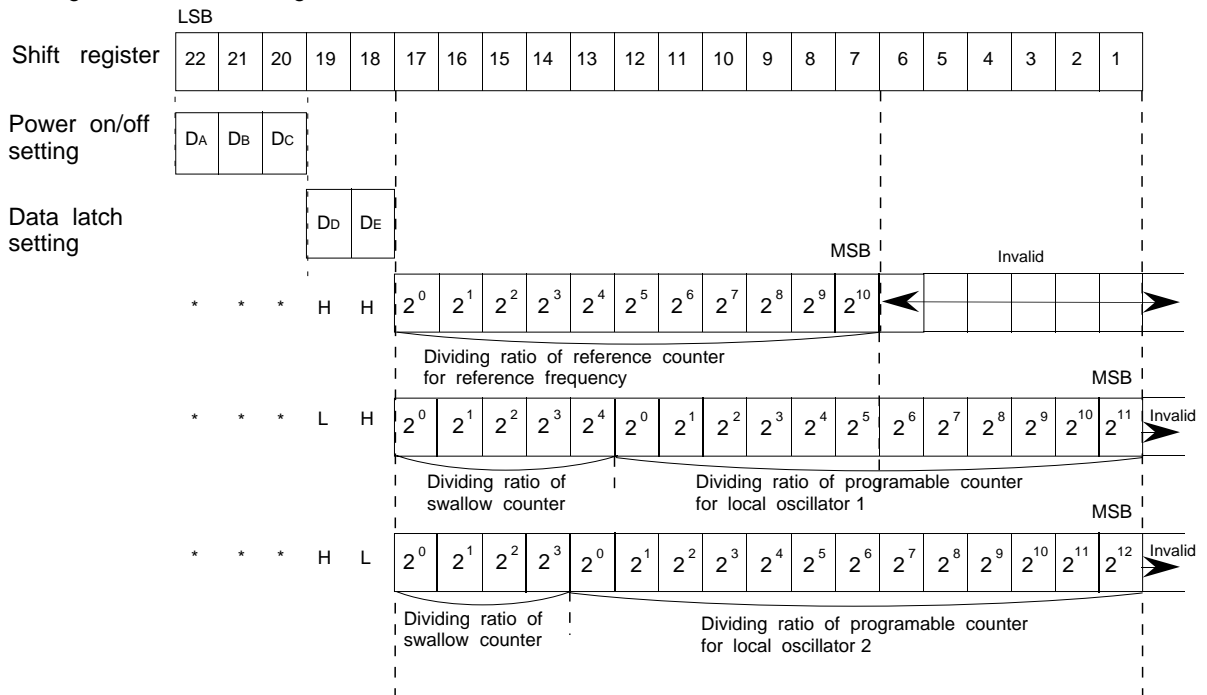 LSB
Shift register 22 21 20 19 18 17 16 15 14 13 12 11 10 9 8 7 6 5 4 3 2 1
Power on/off
setting
DA DB DC
Data latch
setting
DD DE
MSB
Invalid
* * * H H 2^0 2^1 2^2 2^3 2^4 2^5 2^6 2^7 2^8 2^9 2^10
Dividing ratio of reference counter
for reference frequency
MSB
* * * L H 2^0 2^1 2^2 2^3 2^4 2^0 2^1 2^2 2^3 2^4 2^5 2^6 2^7 2^8 2^9 2^10 2^11 Invalid
Dividing ratio of
swallow counter
Dividing ratio of programable counter
for local oscillator 1
MSB
* * * H L 2^0 2^1 2^2 2^3 2^0 2^1 2^2 2^3 2^4 2^5 2^6 2^7 2^8 2^9 2^10 2^11 2^12 Invalid
Dividing ratio of
swallow counter
Dividing ratio of programable counter
for local oscillator 2